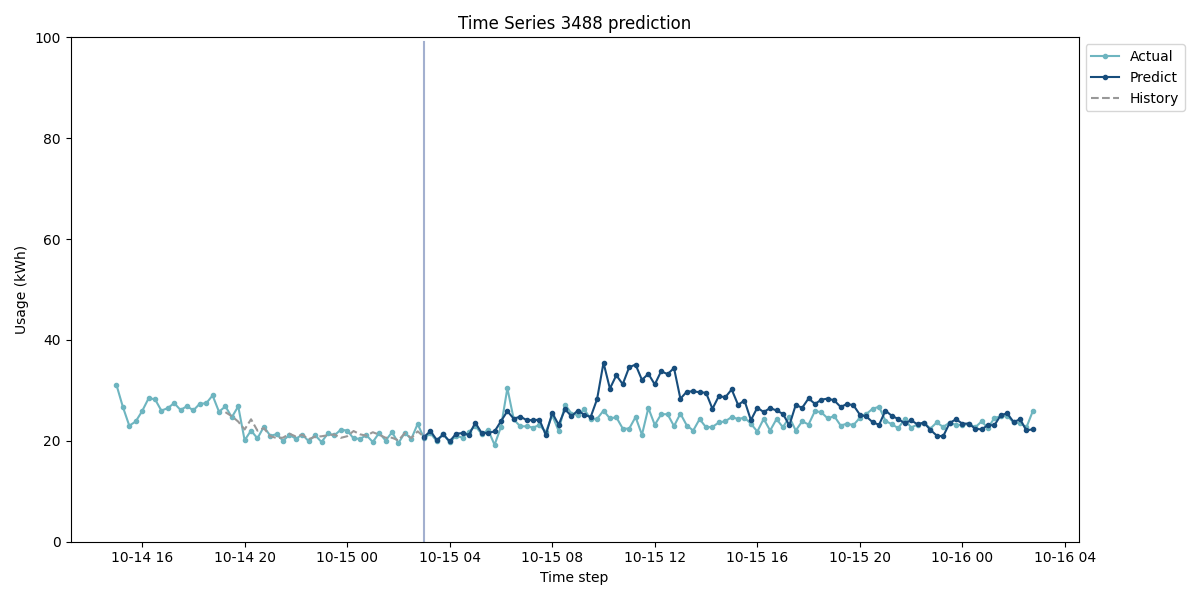 Time Series 3488 prediction
Usage (kWh)
100
80
60
40
20
0
10-14 16
10-14 20
10-15 00
10-15 04
10-15 08
10-15 12
10-15 16
10-15 20
10-16 00
10-16 04
Time step
Actual
Predict
History